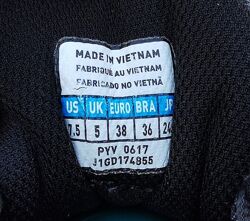 MADE IN VIETNAM
FABRIQUÉ AU VIETNAM
FABRICADO NO VIETNÃ
US UK EURO BRA JP
7.5 5 38 36 24
PYV 0617
J1GD174855